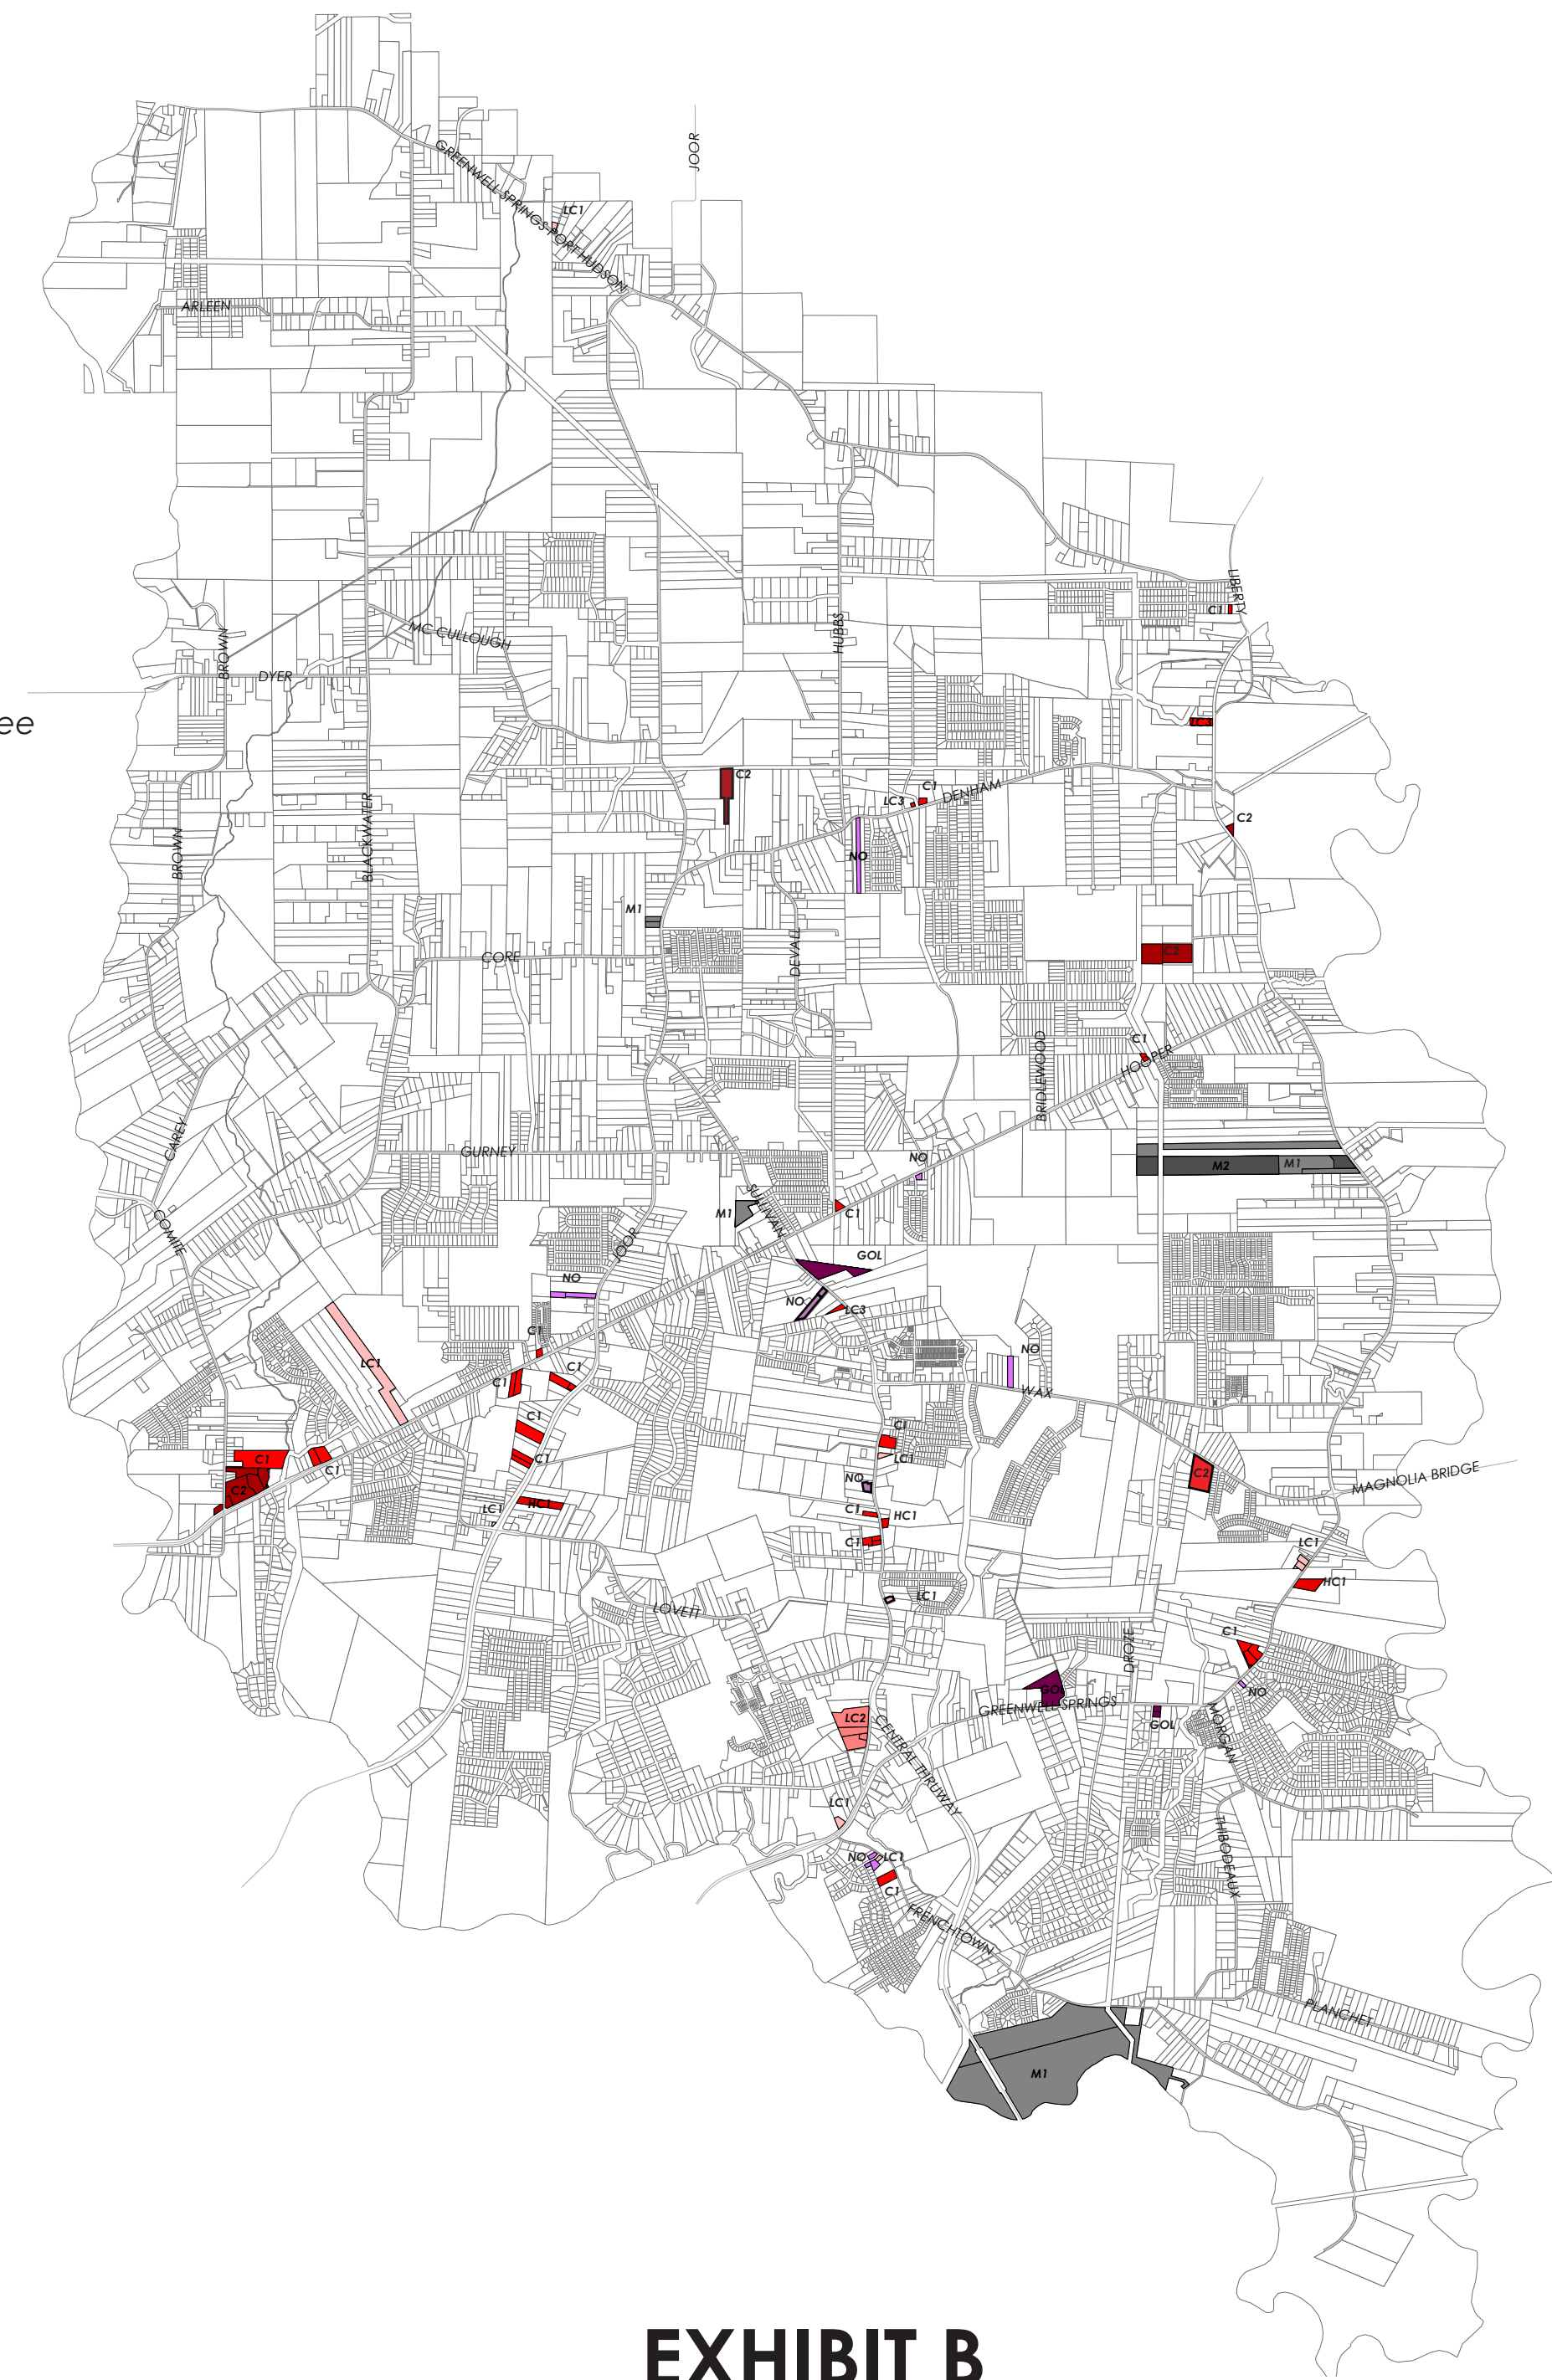 JOOR
GREENWELL SPRINGS-PORT HUDSON
LC1
ARLEEN
LIBERTY
C1
BROWN
MC CULLOUGH
HUBBS
DYER
ee
C2
LC3
C1
DENHAM
C2
BROWN
BLACKWATER
NO
M1
DEVALL
CORE
C2
C1
HOOPER
BRIDLEWOOD
CAREY
GURNEY
NO
M2
M1
SULLIVAN
M1
C1
COMITE
JOOR
GOL
NO
NO
LC3
C1
NO
LC1
C1
C1
WAX
C1
C1
C1
LC1
C1
C1
C2
C2
NO
MAGNOLIA BRIDGE
LC1
HC1
C1
HC1
C1
LC1
HC1
LC1
LOVETT
C1
DROZE
GOL
NO
GREENWELL SPRINGS
LC2
GOL
MORGAN
CENTRAL THRUWAY
LC1
THIBODEAUX
NO
LC1
C1
FRENCHTOWN
PLANCHET
M1
EXHIBIT B